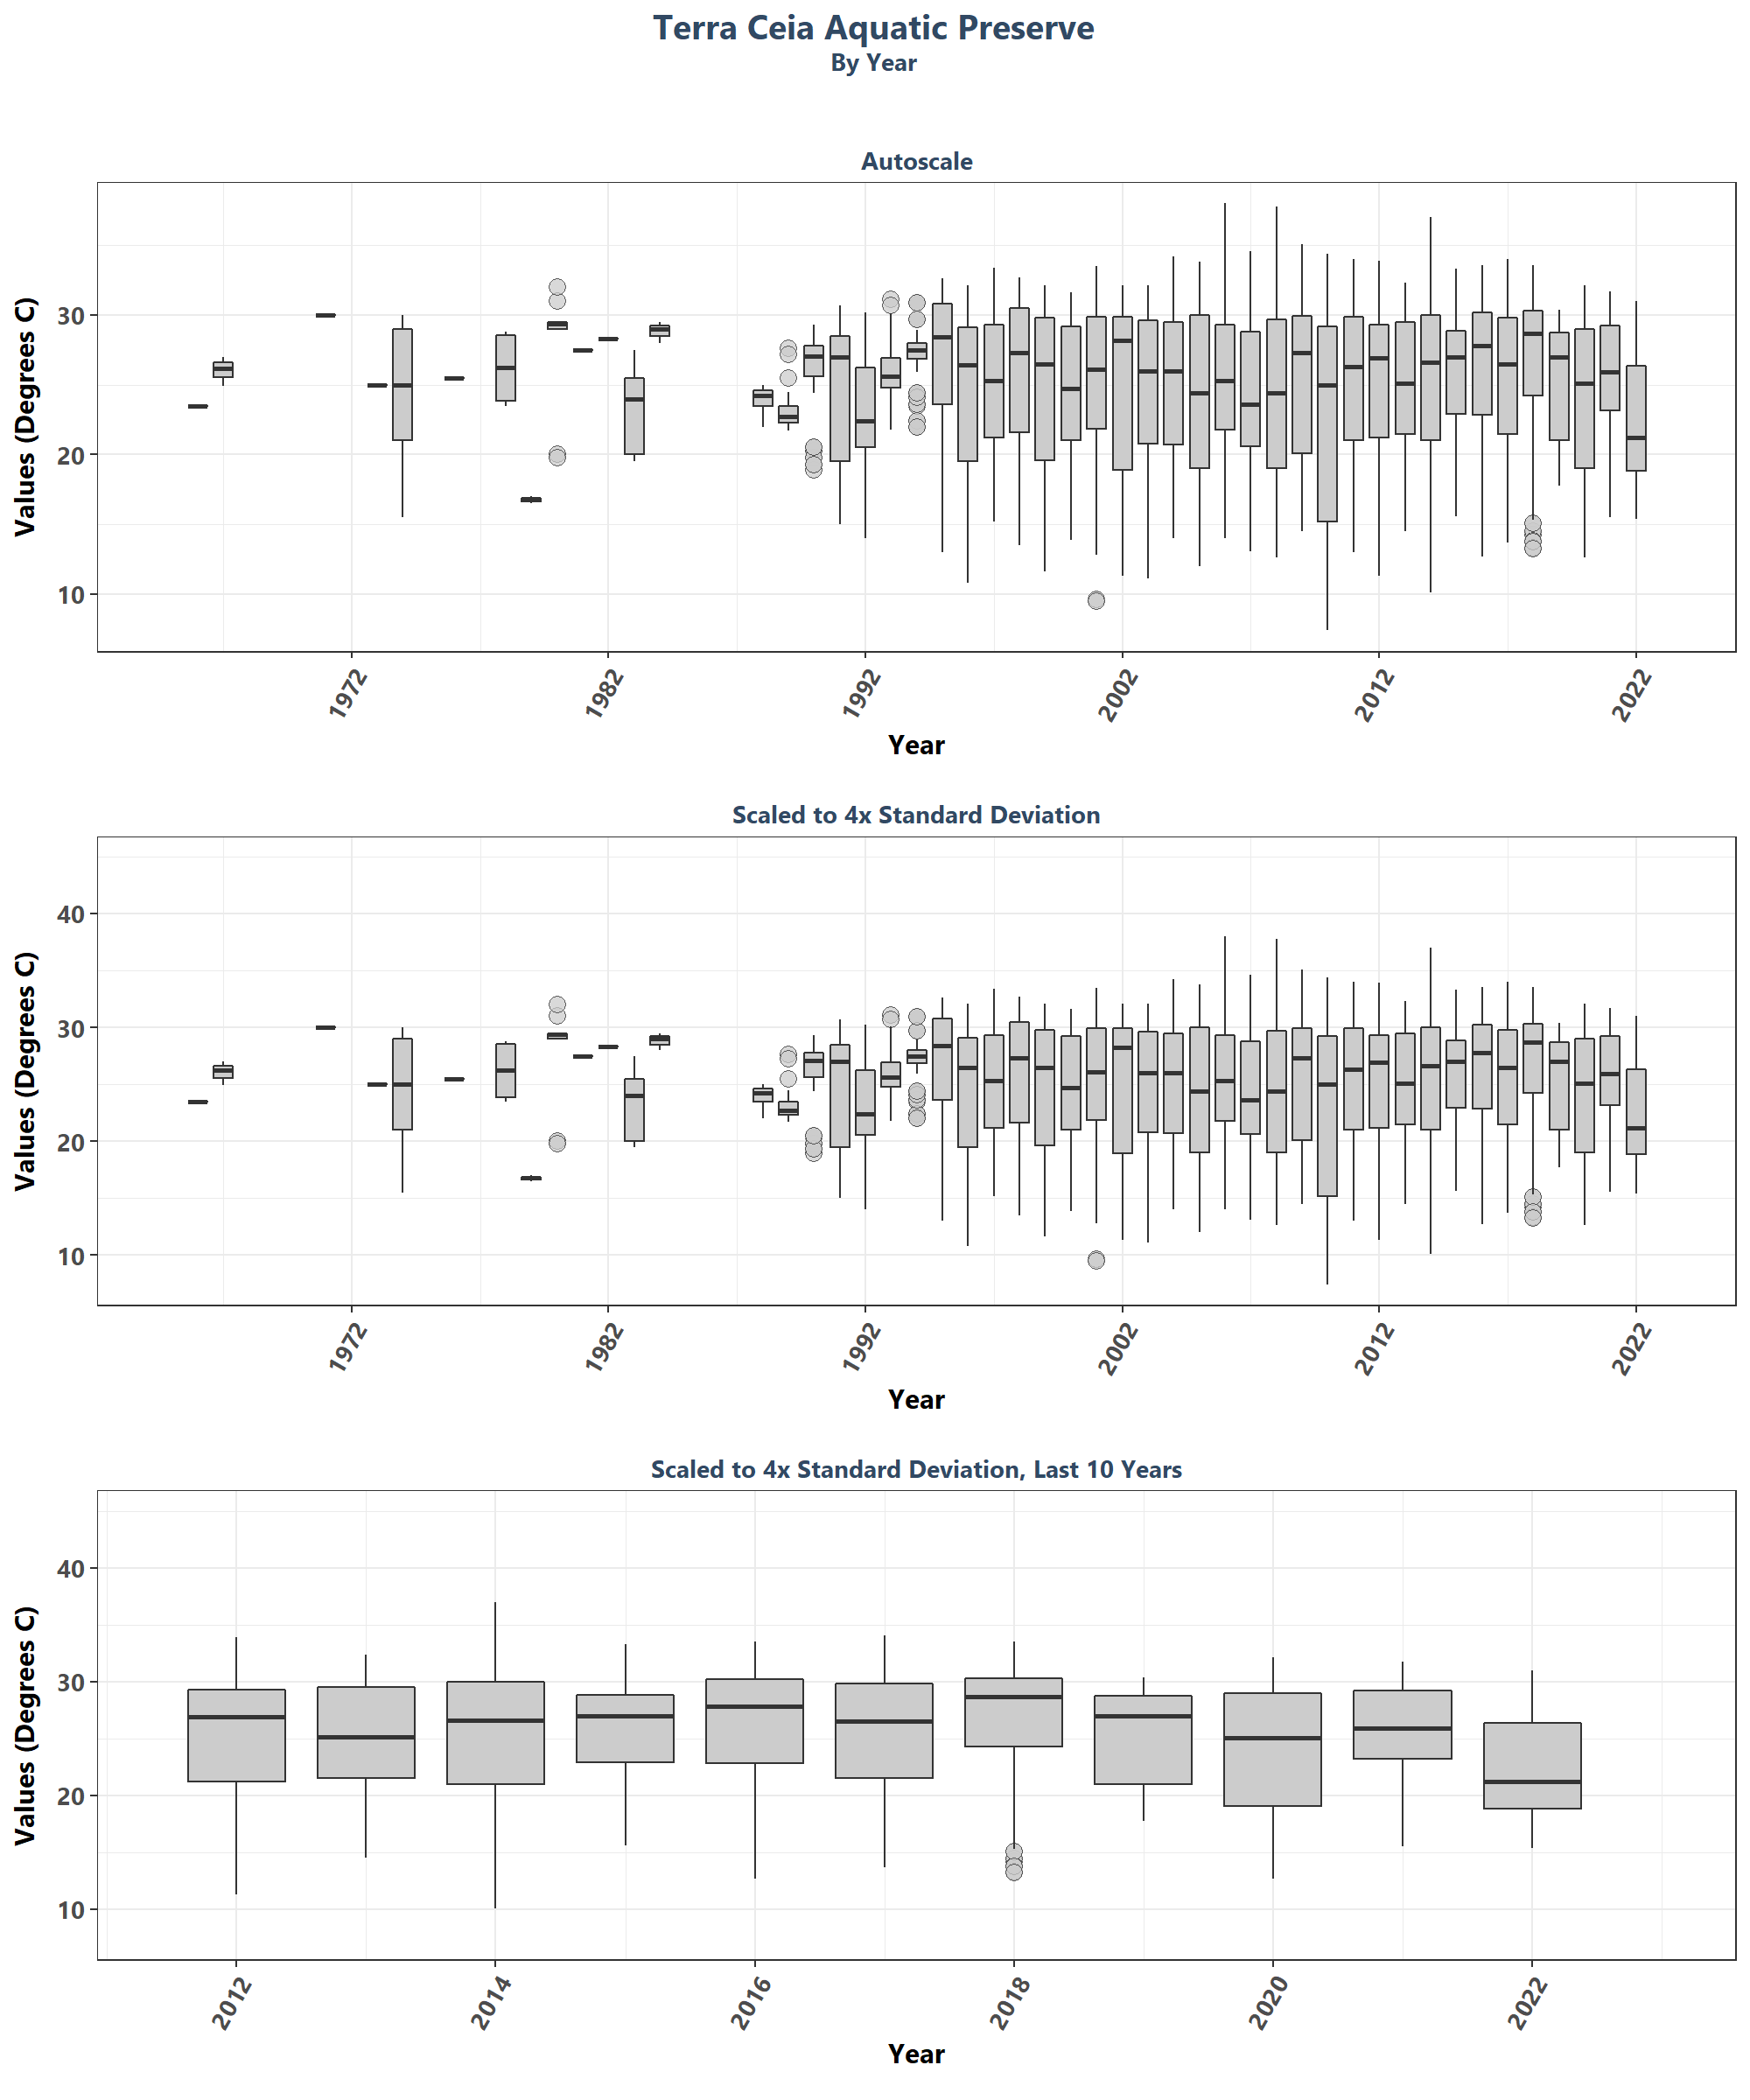 Terra Ceia Aquatic Preserve
By Year
Autoscale
Values (Degrees C)
30
20
10
1972
1982
1992
2002
2012
2022
Year
Scaled to 4x Standard Deviation
Values (Degrees C)
40
30
20
10
1972
1982
1992
2002
2012
2022
Year
Scaled to 4x Standard Deviation, Last 10 Years
Values (Degrees C)
40
30
20
10
2012
2014
2016
2018
2020
2022
Year